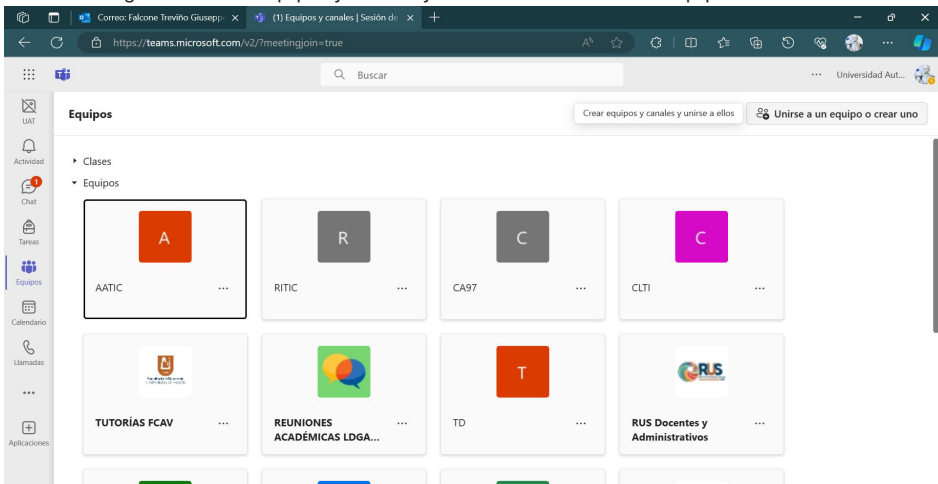 Correo: Falcone Treviño Giusepp
(1) Equipos y canales | Sesión de
https://teams.microsoft.com/v2/?meetingjoin=true
Buscar
Universidad Aut...
UAT
Equipos
Crear equipos y canales y unirse a ellos
Unirse a un equipo o crear uno
Actividad
Clases
1
Chat
Equipos
Tareas
A
R
C
C
Equipos
AATIC
RITIC
CA97
CLTI
Calendario
Llamadas
T
RUS
TUTORÍAS FCAV
REUNIONES
ACADÉMICAS LDGA...
TD
RUS Docentes y
Administrativos
Aplicaciones